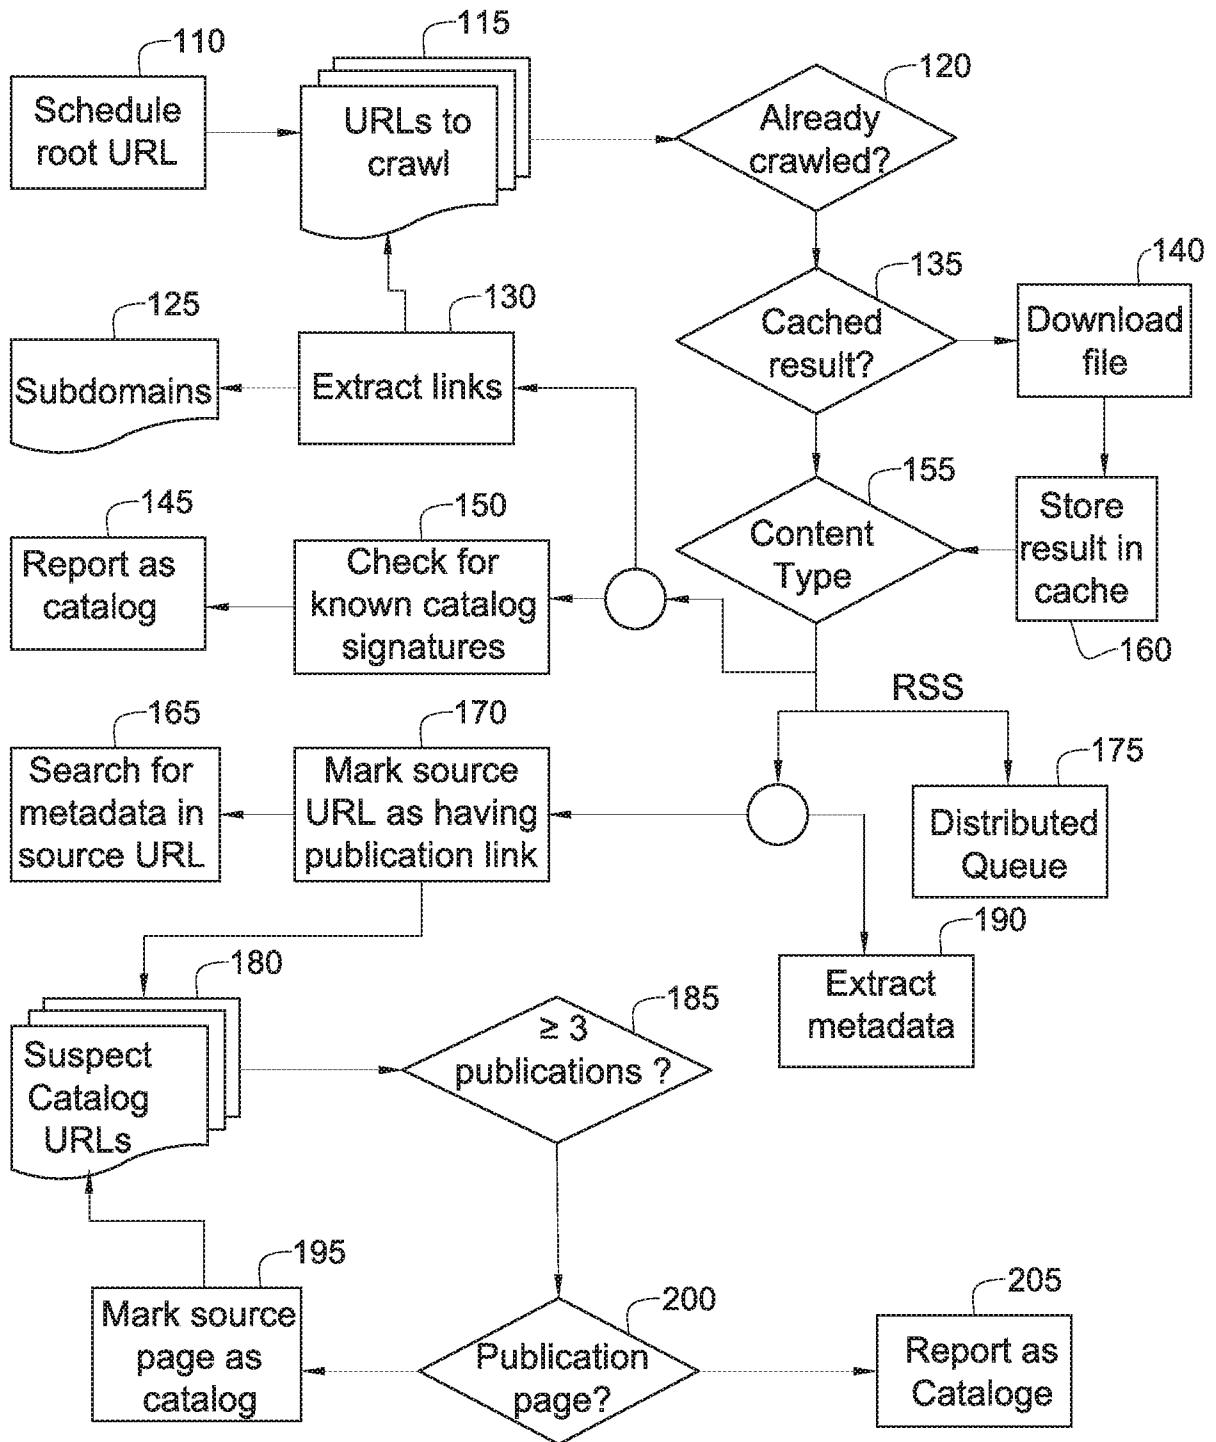 110
Schedule
root URL
115
URLs to
crawl
120
Already
crawled?
125
Subdomains
130
Extract links
135
Cached
result?
140
Download
file
145
Report as
catalog
150
Check for
known catalog
signatures
155
Content
Type
Store
result in
cache
160
RSS
165
Search for
metadata in
source URL
170
Mark source
URL as having
publication link
175
Distributed
Queue
180
Suspect
Catalog
URLs
185
≥ 3
publications ?
190
Extract
metadata
195
Mark source
page as
catalog
200
Publication
page?
205
Report as
Cataloge